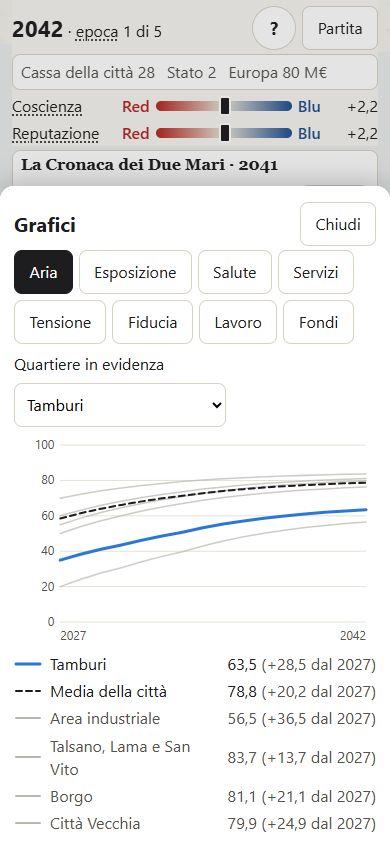 2042 · epoca 1 di 5
?
Partita
Cassa della città 28 Stato 2 Europa 80 M€
Coscienza Red Blu +2,2
Reputazione Red Blu +2,2
La Cronaca dei Due Mari · 2041
Grafici
Chiudi
Aria Esposizione Salute Servizi
Tensione Fiducia Lavoro Fondi
Quartiere in evidenza
Tamburi
100
80
60
40
20
0
2027 2042
Tamburi 63,5 (+28,5 dal 2027)
Media della città 78,8 (+20,2 dal 2027)
Area industriale 56,5 (+36,5 dal 2027)
Talsano, Lama e San
Vito 83,7 (+13,7 dal 2027)
Borgo 81,1 (+21,1 dal 2027)
Città Vecchia 79,9 (+24,9 dal 2027)